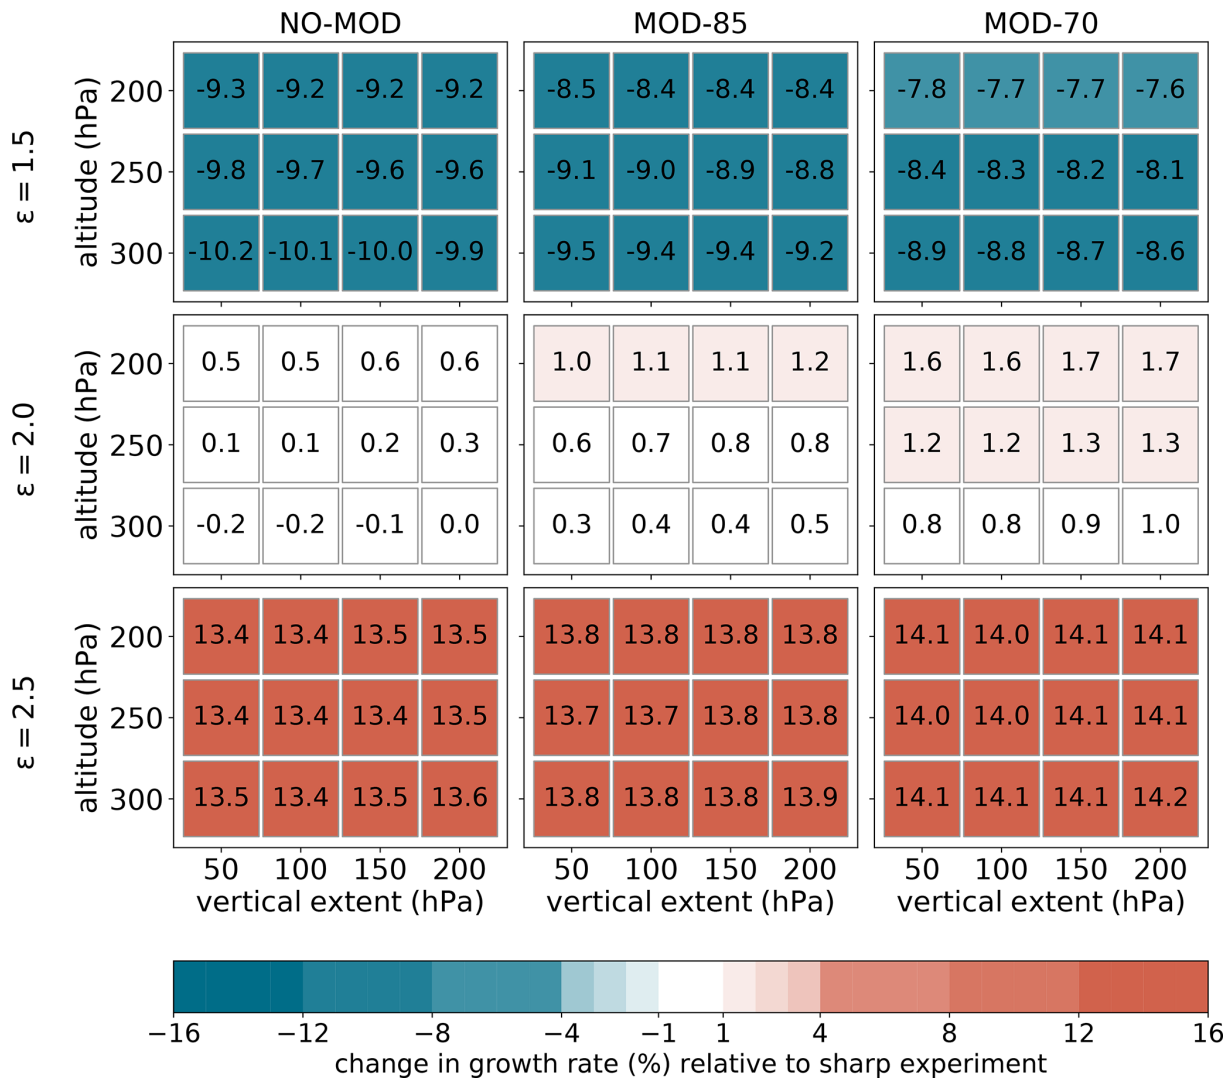 NO-MOD MOD-85 MOD-70
ε = 1.5
altitude (hPa)
200 -9.3 -9.2 -9.2 -9.2 -8.5 -8.4 -8.4 -8.4 -7.8 -7.7 -7.7 -7.6
250 -9.8 -9.7 -9.6 -9.6 -9.1 -9.0 -8.9 -8.8 -8.4 -8.3 -8.2 -8.1
300 -10.2 -10.1 -10.0 -9.9 -9.5 -9.4 -9.4 -9.2 -8.9 -8.8 -8.7 -8.6
ε = 2.0
altitude (hPa)
200 0.5 0.5 0.6 0.6 1.0 1.1 1.1 1.2 1.6 1.6 1.7 1.7
250 0.1 0.1 0.2 0.3 0.6 0.7 0.8 0.8 1.2 1.2 1.3 1.3
300 -0.2 -0.2 -0.1 0.0 0.3 0.4 0.4 0.5 0.8 0.8 0.9 1.0
ε = 2.5
altitude (hPa)
200 13.4 13.4 13.5 13.5 13.8 13.8 13.8 13.8 14.1 14.0 14.1 14.1
250 13.4 13.4 13.4 13.5 13.7 13.7 13.8 13.8 14.0 14.0 14.1 14.1
300 13.5 13.4 13.5 13.6 13.8 13.8 13.8 13.9 14.1 14.1 14.1 14.2
50 100 150 200 50 100 150 200 50 100 150 200
vertical extent (hPa) vertical extent (hPa) vertical extent (hPa)
−16 −12 −8 −4 −1 1 4 8 12 16
change in growth rate (%) relative to sharp experiment